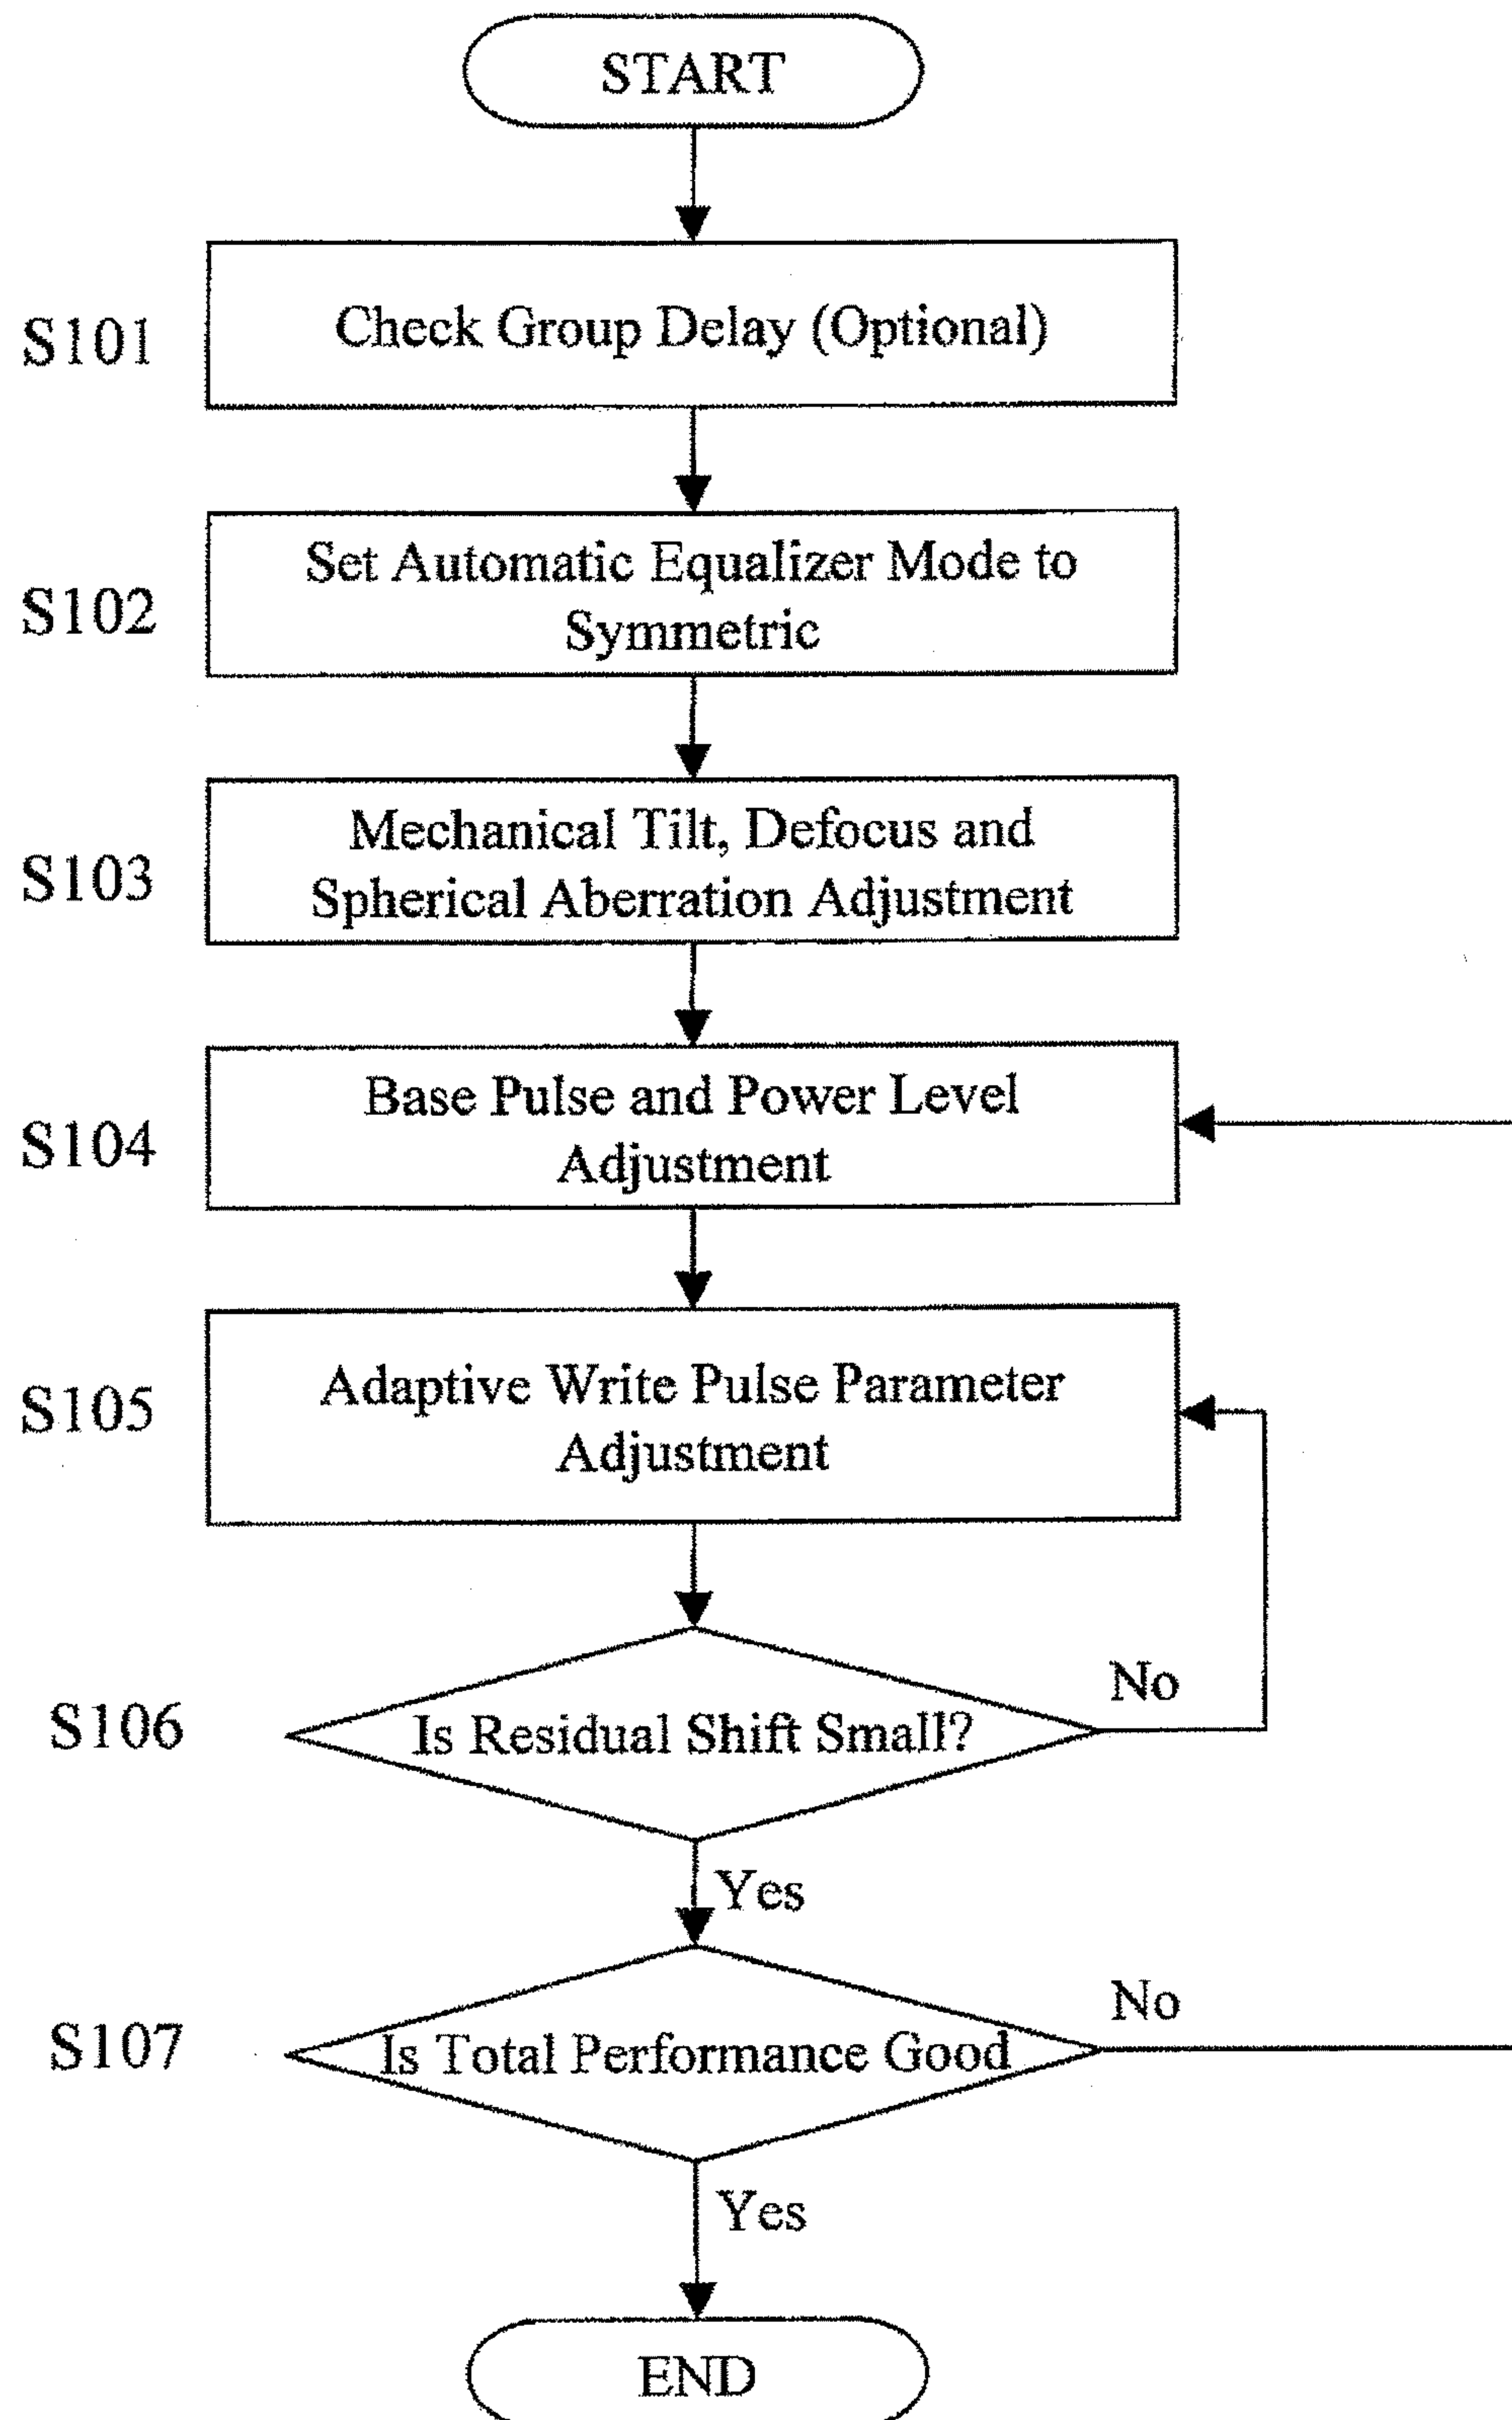 START
S101
Check Group Delay (Optional)
S102
Set Automatic Equalizer Mode to
Symmetric
S103
Mechanical Tilt, Defocus and
Spherical Aberration Adjustment
S104
Base Pulse and Power Level
Adjustment
S105
Adaptive Write Pulse Parameter
Adjustment
S106
Is Residual Shift Small?
No
Yes
S107
Is Total Performance Good
No
Yes
END